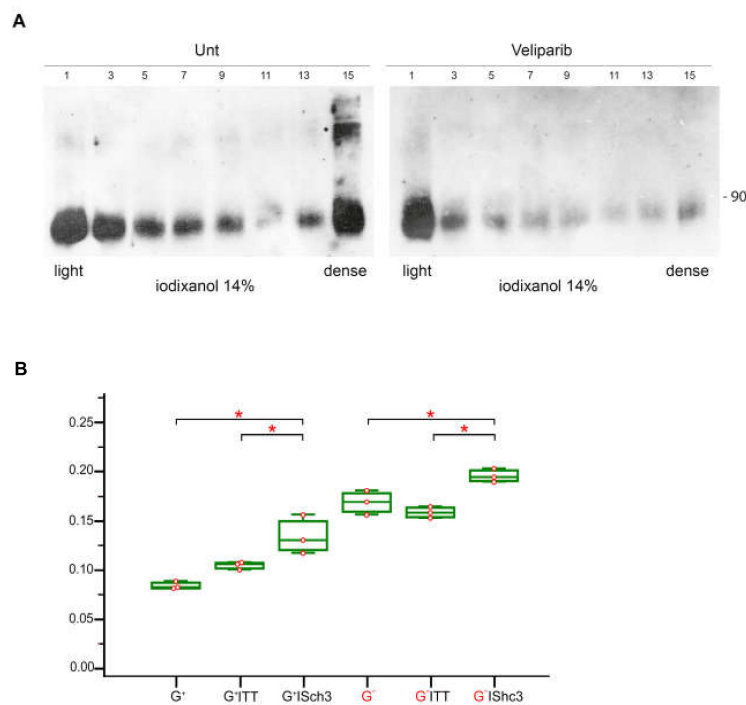 A
Unt Veliparib
1 3 5 7 9 11 13 15 1 3 5 7 9 11 13 15
- 90
light dense light dense
iodixanol 14% iodixanol 14%
B
* *
* *
0.25
0.20
0.15
0.10
0.05
0.00
G⁺ G⁺ITT G⁺ISch3 G⁻ G⁻ITT G⁻IShc3